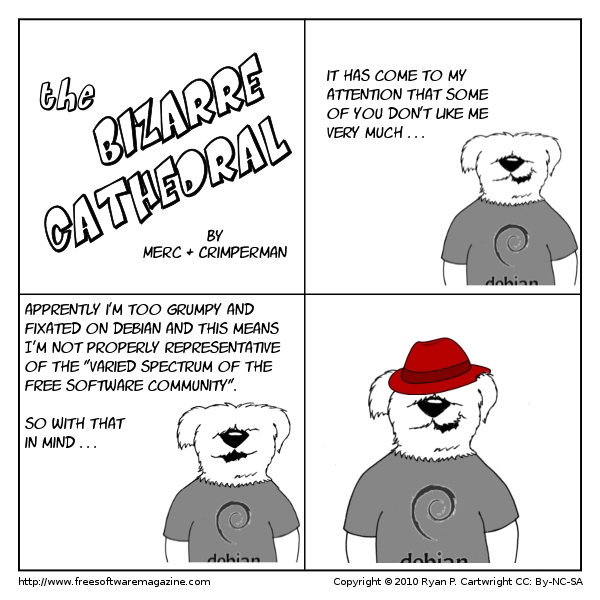 the
BIZARRE
CATHEDRAL
BY
MERC + CRIMPERMAN
IT HAS COME TO MY
ATTENTION THAT SOME
OF YOU DON'T LIKE ME
VERY MUCH . . .
debian
APPRENTLY I'M TOO GRUMPY AND
FIXATED ON DEBIAN AND THIS MEANS
I'M NOT PROPERLY REPRESENTATIVE
OF THE "VARIED SPECTRUM OF THE
FREE SOFTWARE COMMUNITY".
SO WITH THAT
IN MIND . . .
debian
debian
http://www.freesoftwaremagazine.com
Copyright © 2010 Ryan P. Cartwright CC: By-NC-SA